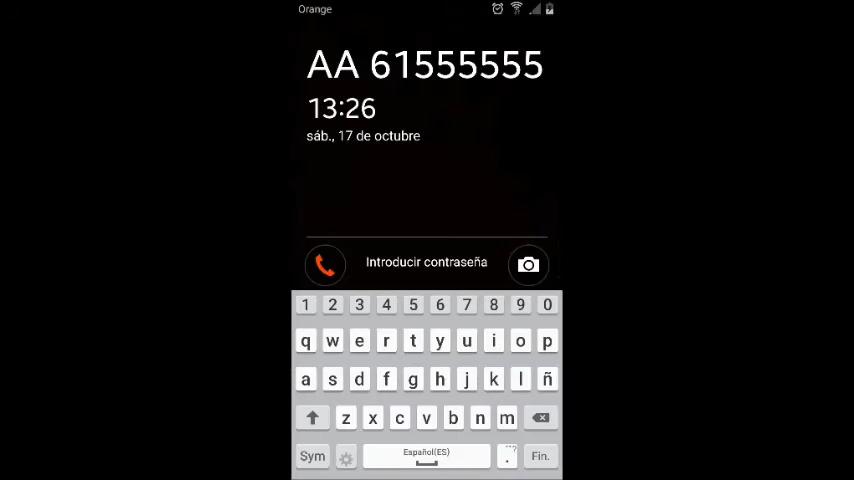 Orange
AA 61555555
13:26
sáb., 17 de octubre
Introducir contraseña
1 2 3 4 5 6 7 8 9 0
q w e r t y u i o p
a s d f g h j k l ñ
z x c v b n m
Sym Español(ES) . Fin.